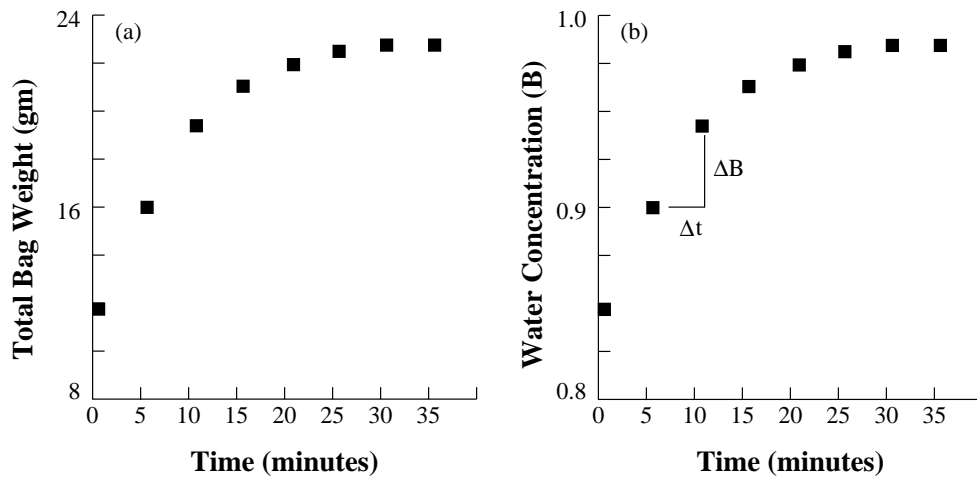 (a)
24
16
8
0 5 10 15 20 25 30 35
Total Bag Weight (gm)
Time (minutes)
(b)
1.0
0.9
0.8
0 5 10 15 20 25 30 35
Water Concentration (B)
Time (minutes)
ΔB
Δt